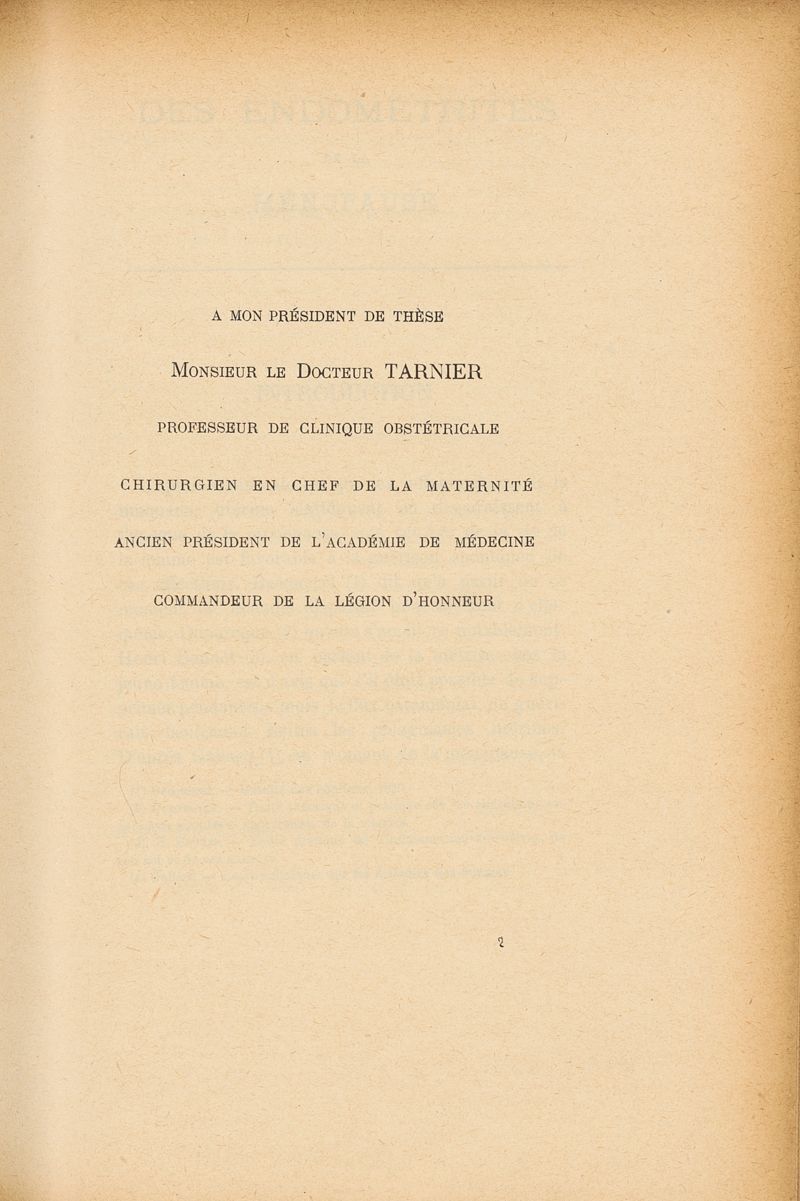 A MON PRÉSIDENT DE THÈSE
MONSIEUR LE DOCTEUR TARNIER
PROFESSEUR DE CLINIQUE OBSTÉTRICALE
CHIRURGIEN EN CHEF DE LA MATERNITÉ
ANCIEN PRÉSIDENT DE L'ACADÉMIE DE MÉDECINE
COMMANDEUR DE LA LÉGION D'HONNEUR
2